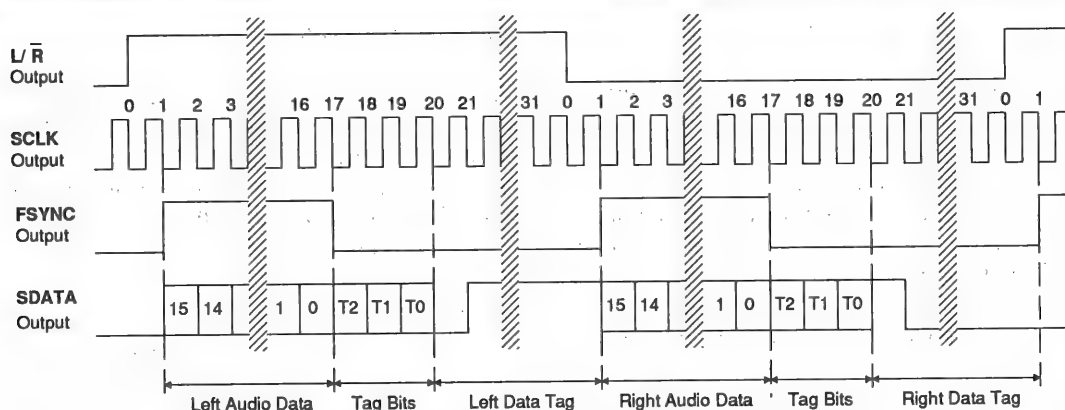 L/R̅
Output
0 1 2 3 16 17 18 19 20 21 31 0 1 2 3 16 17 18 19 20 21 31 0 1
SCLK
Output
FSYNC
Output
SDATA
Output
15 14 1 0 T2 T1 T0 15 14 1 0 T2 T1 T0
Left Audio Data Tag Bits Left Data Tag Right Audio Data Tag Bits Right Data Tag